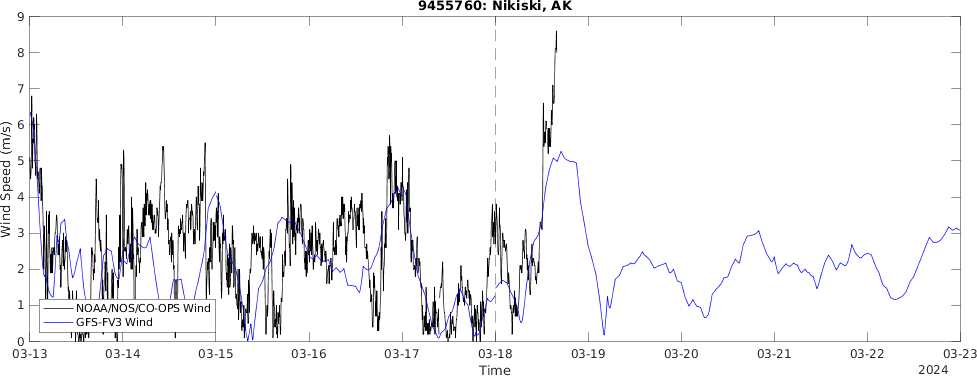 9455760: Nikiski, AK
9
8
7
6
5
4
3
2
1
0
Wind Speed (m/s)
NOAA/NOS/CO-OPS Wind
GFS-FV3 Wind
03-13 03-14 03-15 03-16 03-17 03-18 03-19 03-20 03-21 03-22 03-23
Time
2024